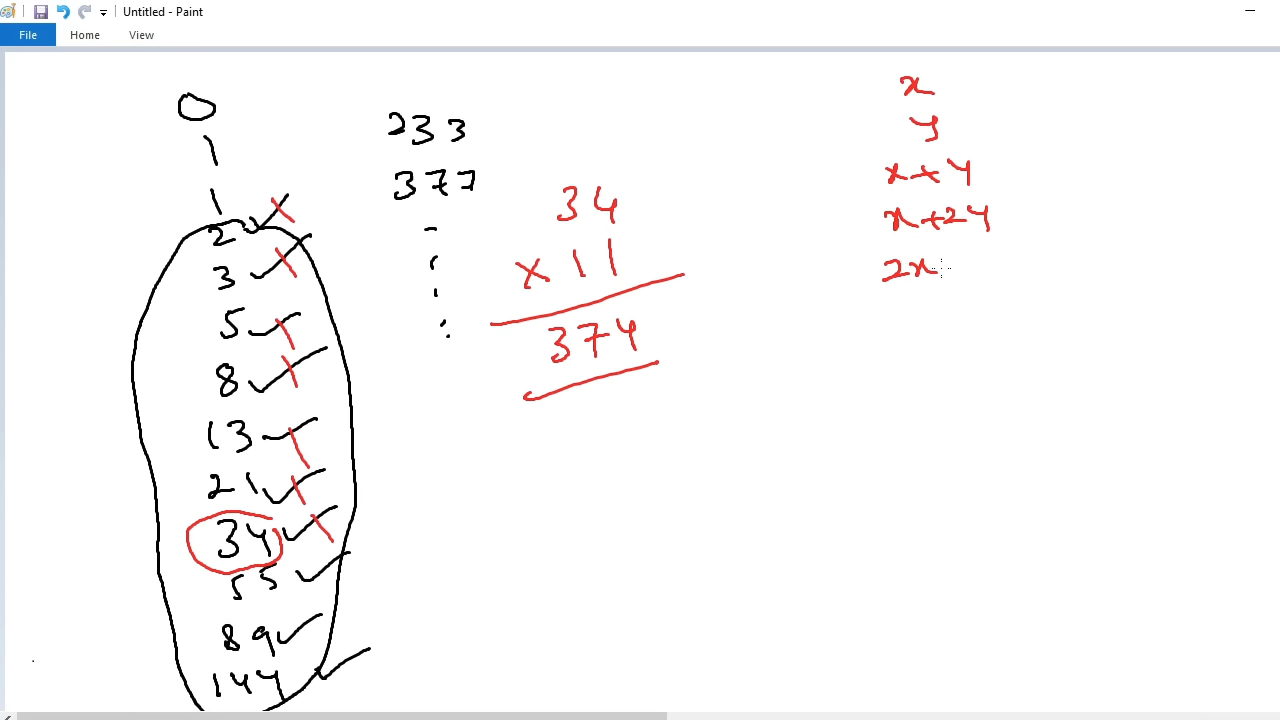 Untitled - Paint
File Home View
0
1
1
2
3
5
8
13
21
34
55
89
144
233
377
34
x 11
374
x
y
x+y
x+2y
2x